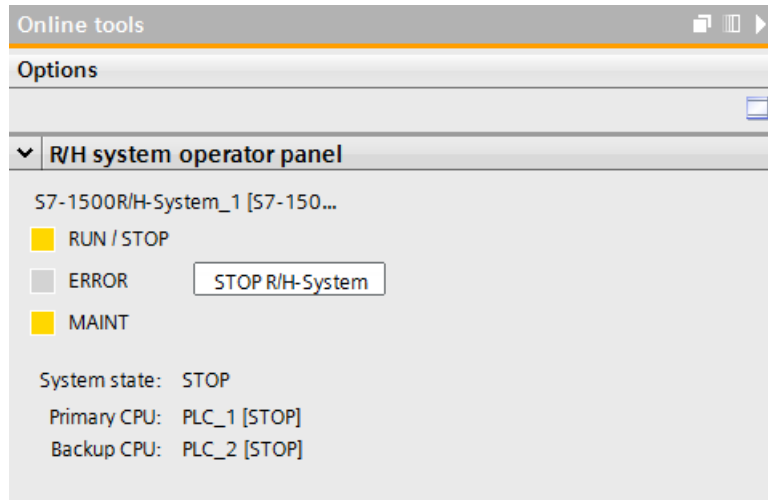 Online tools
Options
R/H system operator panel
S7-1500R/H-System_1 [S7-150...
RUN / STOP
ERROR STOP R/H-System
MAINT
System state: STOP
Primary CPU: PLC_1 [STOP]
Backup CPU: PLC_2 [STOP]